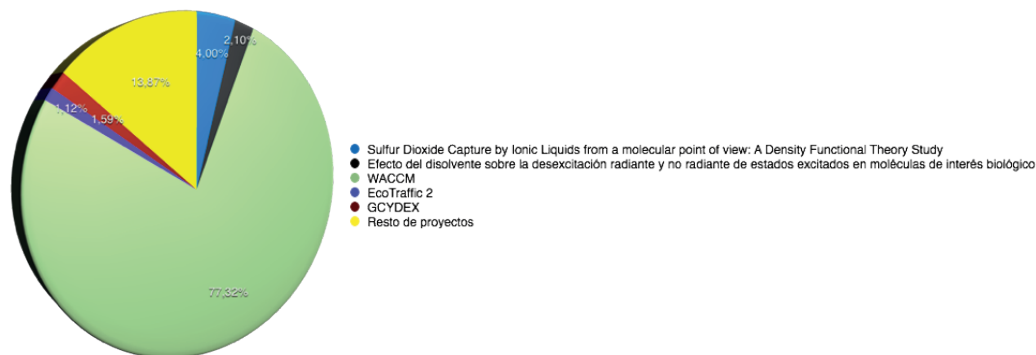 4,00%
2,10%
13,87%
1,12%
1,59%
77,32%
Sulfur Dioxide Capture by Ionic Liquids from a molecular point of view: A Density Functional Theory Study
Efecto del disolvente sobre la desexcitación radiante y no radiante de estados excitados en moléculas de interés biológico
WACCM
EcoTraffic 2
GCYDEX
Resto de proyectos